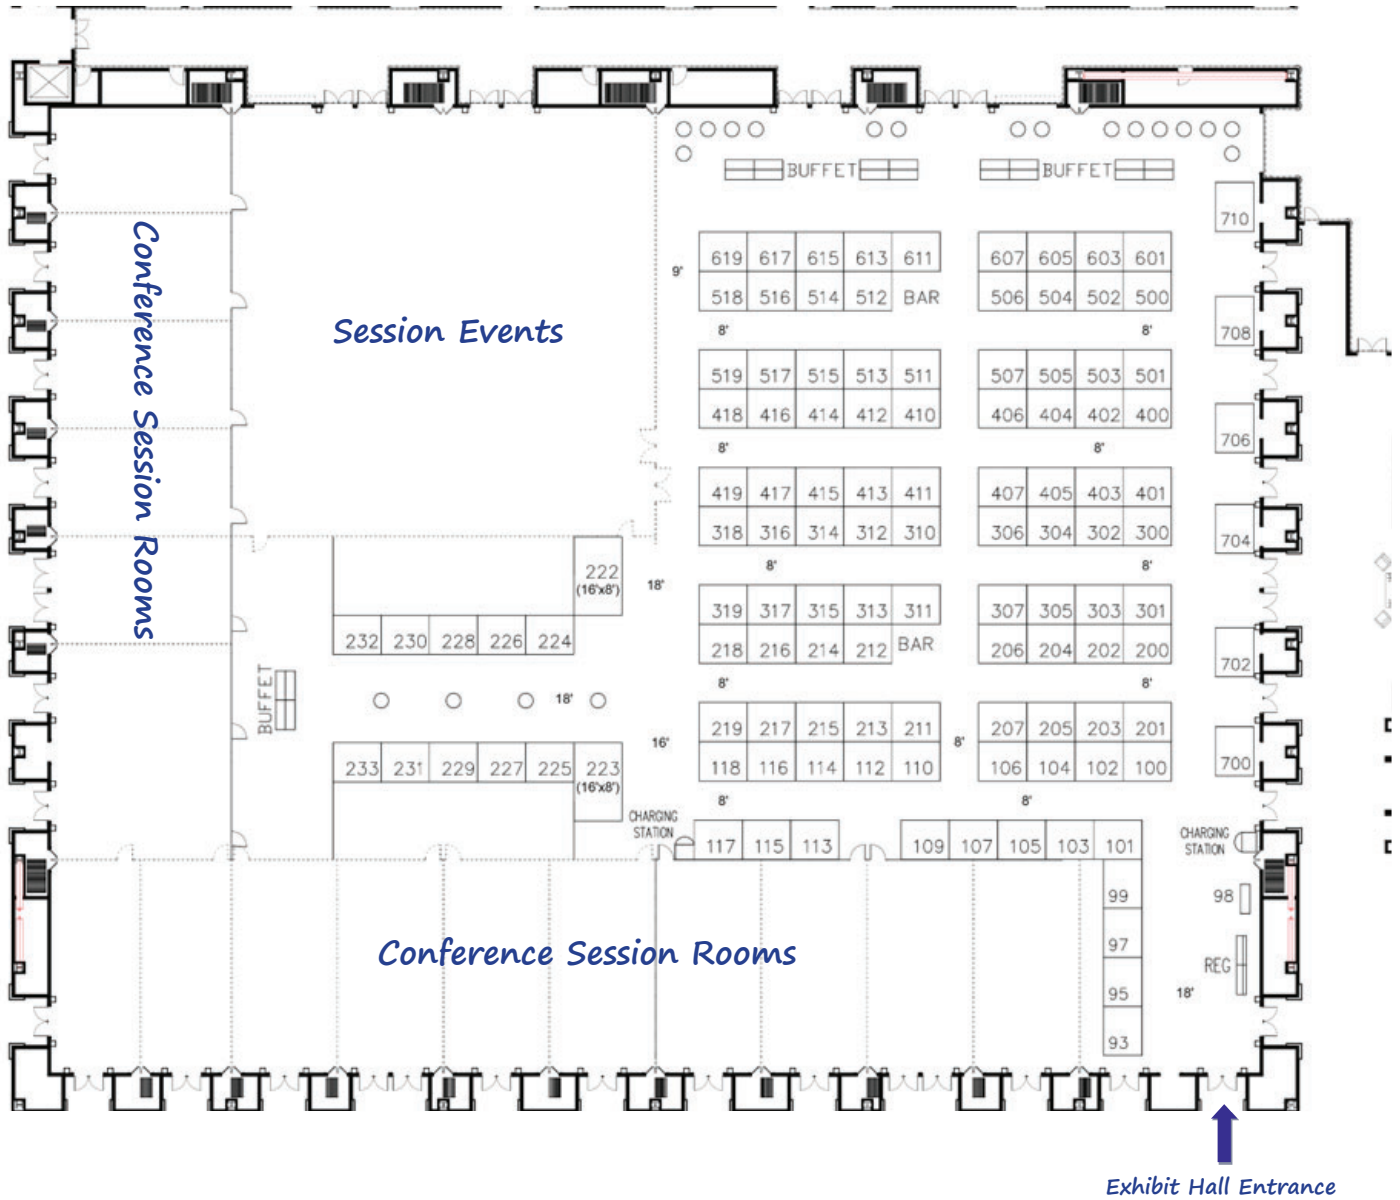 BUFFET BUFFET
710
Conference Session Rooms
619 617 615 613 611 607 605 603 601
9'
518 516 514 512 BAR 506 504 502 500
Session Events
8' 8'
708
519 517 515 513 511 507 505 503 501
418 416 414 412 410 406 404 402 400
706
8' 8'
419 417 415 413 411 407 405 403 401
318 316 314 312 310 306 304 302 300
704
8' 8'
222
(16'x8')
18'
319 317 315 313 311 307 305 303 301
232 230 228 226 224
218 216 214 212 BAR 206 204 202 200
702
8' 8'
BUFFET
18'
219 217 215 213 211 207 205 203 201
16' 8'
233 231 229 227 225 223
(16'x8')
118 116 114 112 110 106 104 102 100
700
8' 8'
CHARGING
STATION
117 115 113 109 107 105 103 101
CHARGING
STATION
99
98
97
Conference Session Rooms
REG
95
18'
93
Exhibit Hall Entrance